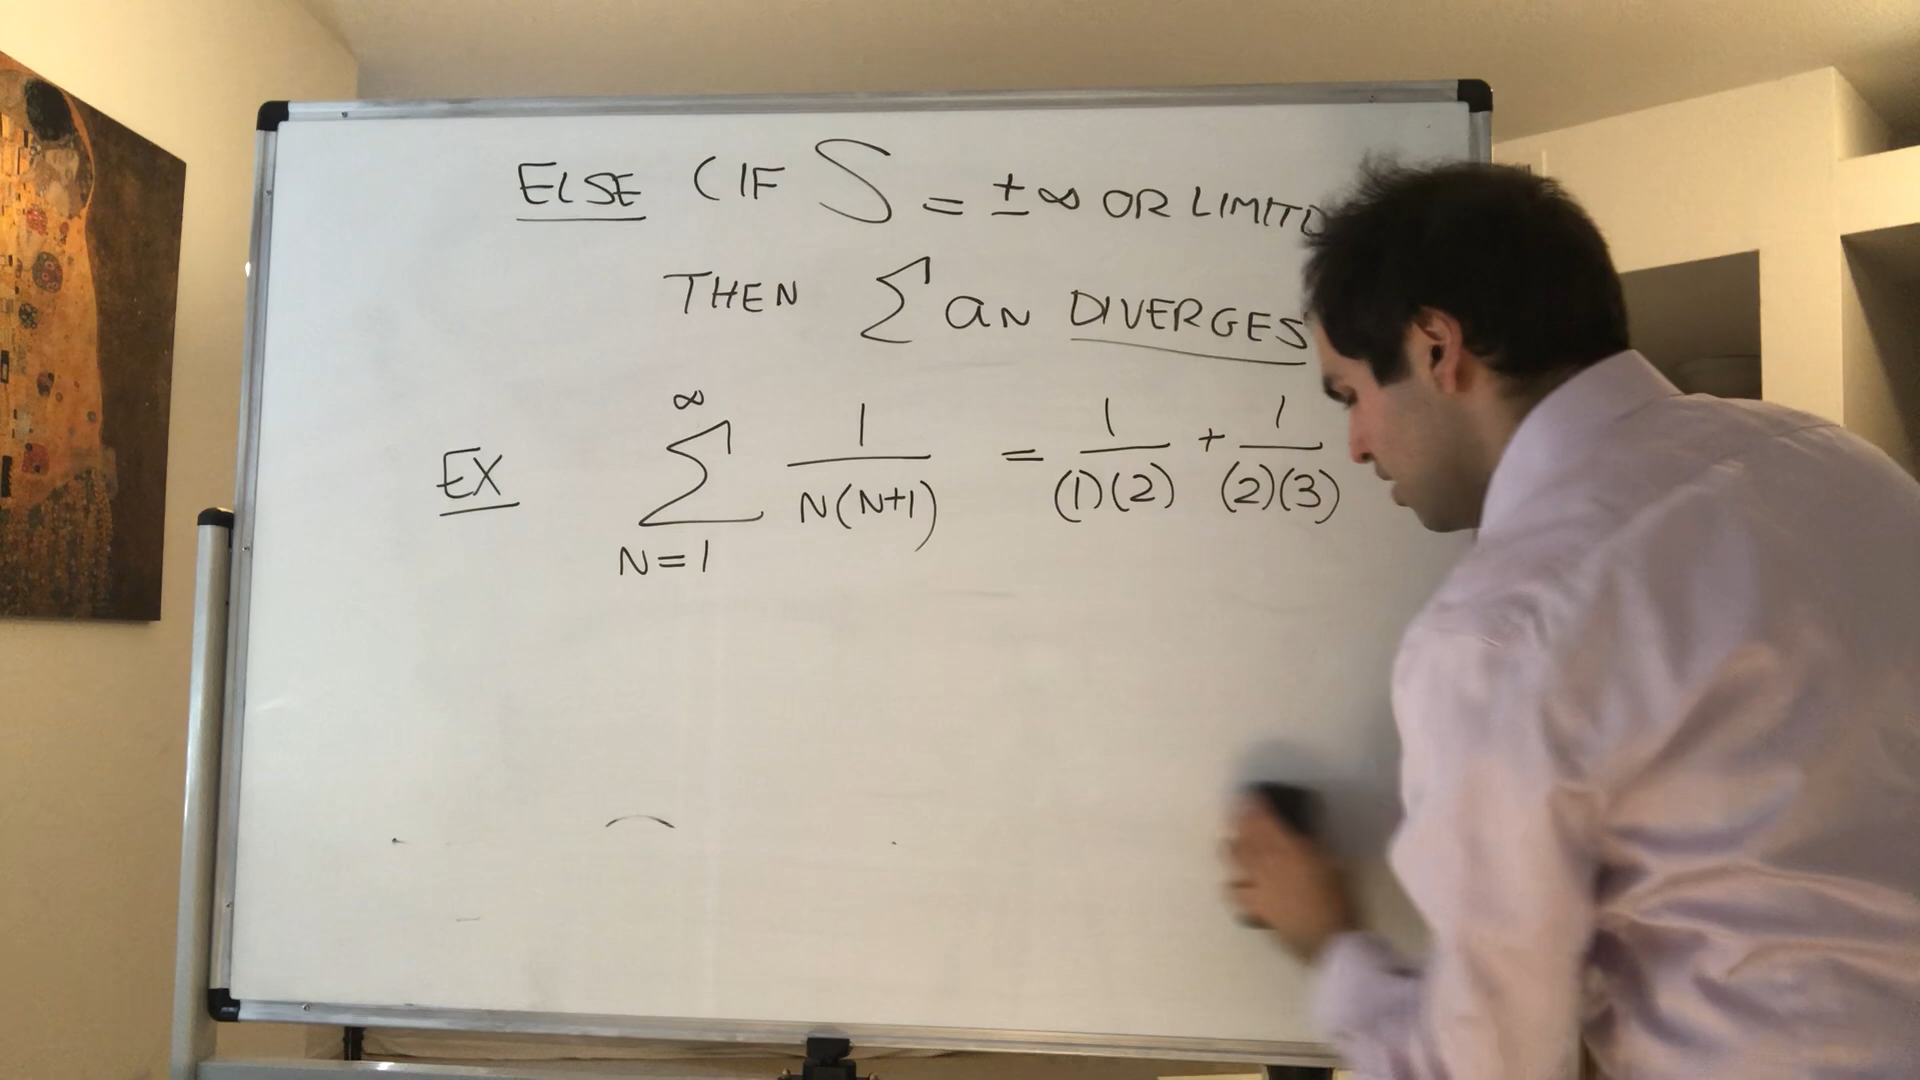 ELSE (IF S = ±∞ OR LIMIT
THEN Σ an DIVERGES
EX ∞ Σ N=1 1/N(N+1) = 1/(1)(2) + 1/(2)(3)